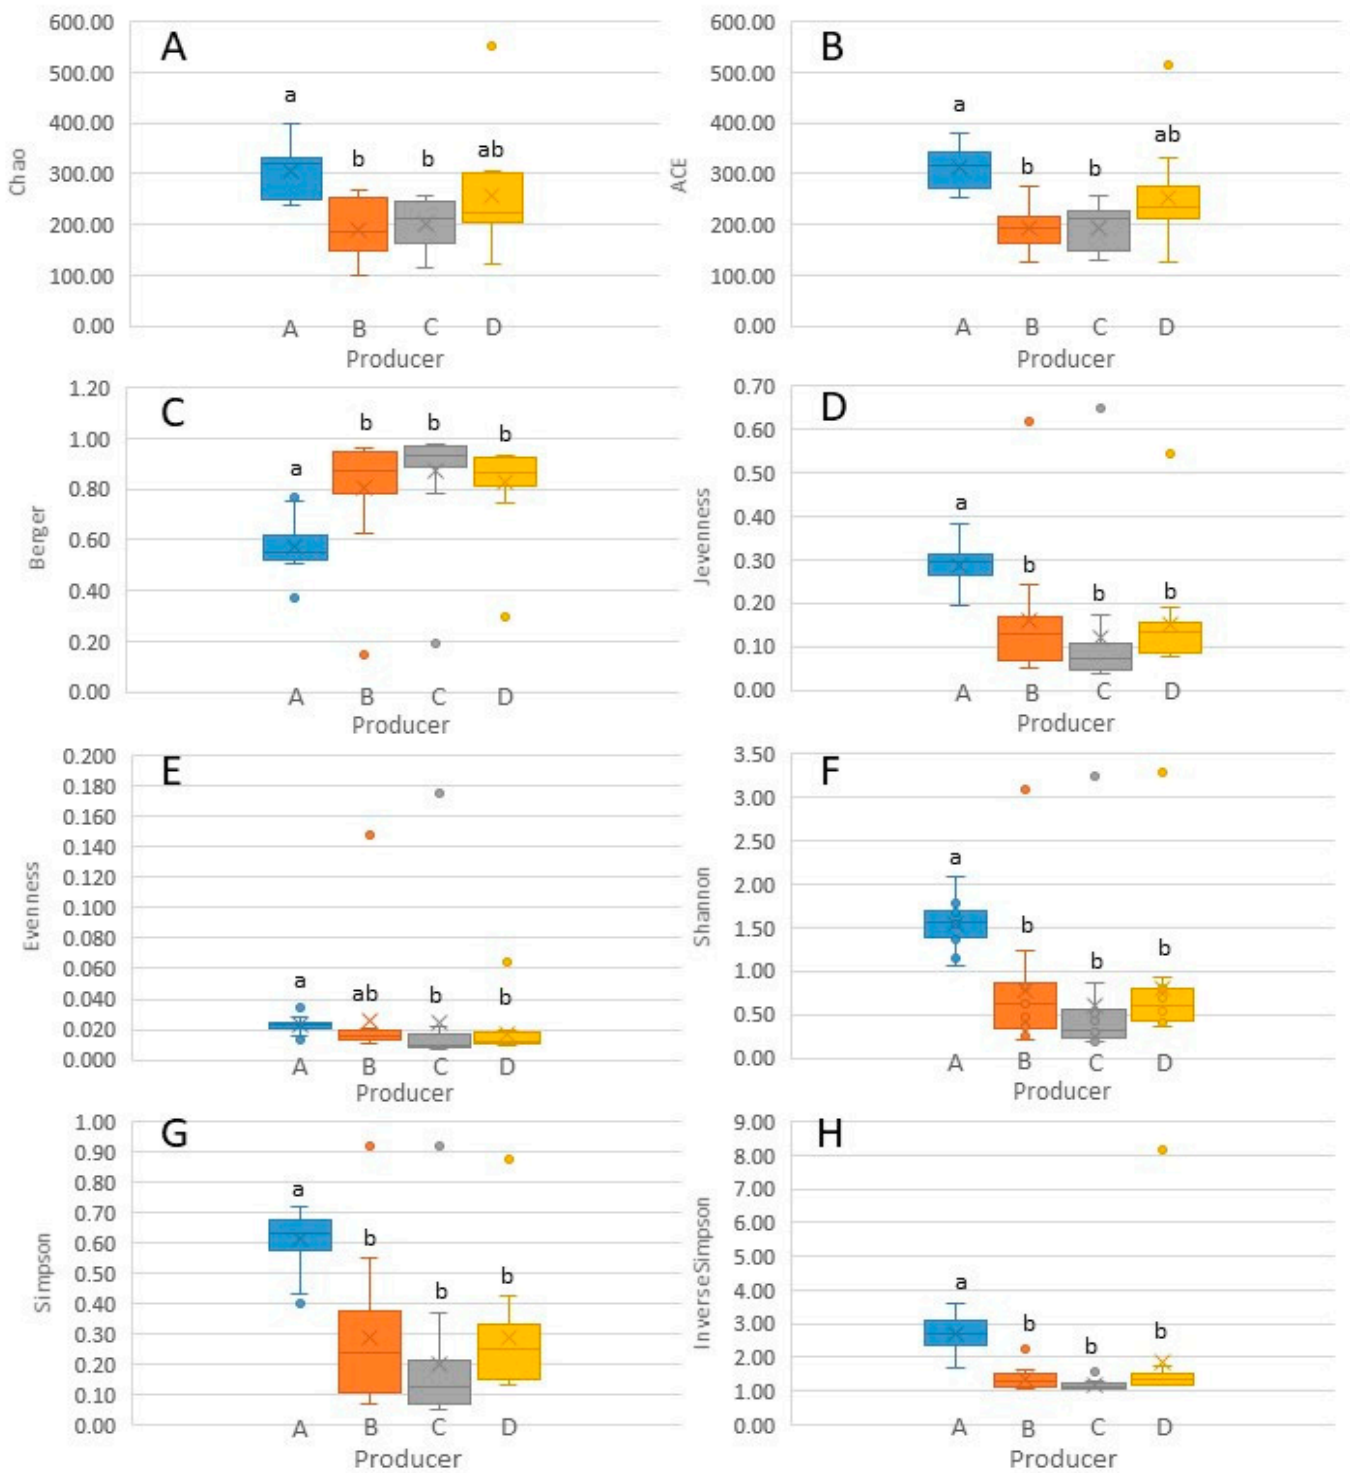 A
600.00
500.00
400.00
300.00
200.00
100.00
0.00
Chao
a
b
b
ab
A B C D
Producer
B
600.00
500.00
400.00
300.00
200.00
100.00
0.00
ACE
a
b
b
ab
A B C D
Producer
C
1.20
1.00
0.80
0.60
0.40
0.20
0.00
Berger
a
b
b
b
A B C D
Producer
D
0.70
0.60
0.50
0.40
0.30
0.20
0.10
0.00
Jevenness
a
b
b
b
A B C D
Producer
E
0.200
0.180
0.160
0.140
0.120
0.100
0.080
0.060
0.040
0.020
0.000
Evenness
a
ab
b
b
A B C D
Producer
F
3.50
3.00
2.50
2.00
1.50
1.00
0.50
0.00
Shannon
a
b
b
b
A B C D
Producer
G
1.00
0.90
0.80
0.70
0.60
0.50
0.40
0.30
0.20
0.10
0.00
Simpson
a
b
b
b
A B C D
Producer
H
9.00
8.00
7.00
6.00
5.00
4.00
3.00
2.00
1.00
0.00
InverseSimpson
a
b
b
b
A B C D
Producer